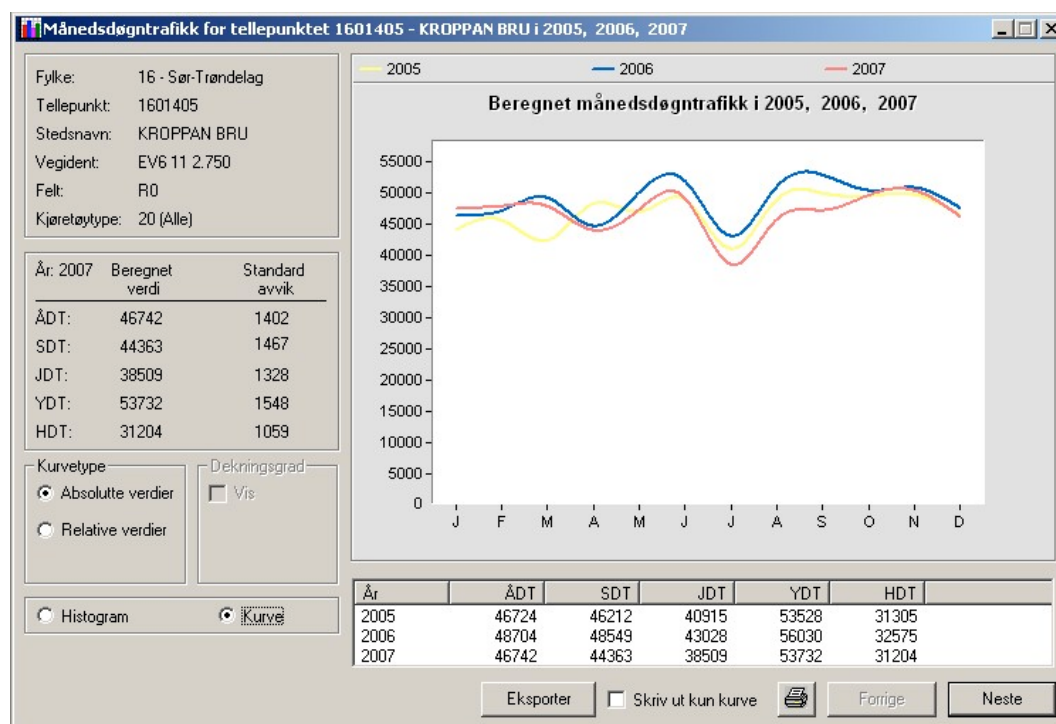 Månedsdøgntrafikk for tellepunktet 1601405 - KROPPAN BRU i 2005, 2006, 2007
Fylke: 16 - Sør-Trøndelag
Tellepunkt: 1601405
Stedsnavn: KROPPAN BRU
Vegident: EV6 11 2.750
Felt: R0
Kjøretøytype: 20 (Alle)
År: 2007 Beregnet verdi Standard avvik
ÅDT: 46742 1402
SDT: 44363 1467
JDT: 38509 1328
YDT: 53732 1548
HDT: 31204 1059
Kurvetype
Absolutte verdier
Relative verdier
Dekningsgrad
Vis
Histogram Kurve
2005 2006 2007
Beregnet månedsdøgntrafikk i 2005, 2006, 2007
55000
50000
45000
40000
35000
30000
25000
20000
15000
10000
5000
0
J F M A M J J A S O N D
År ÅDT SDT JDT YDT HDT
2005 46724 46212 40915 53528 31305
2006 48704 48549 43028 56030 32575
2007 46742 44363 38509 53732 31204
Eksporter Skriv ut kun kurve Forrige Neste